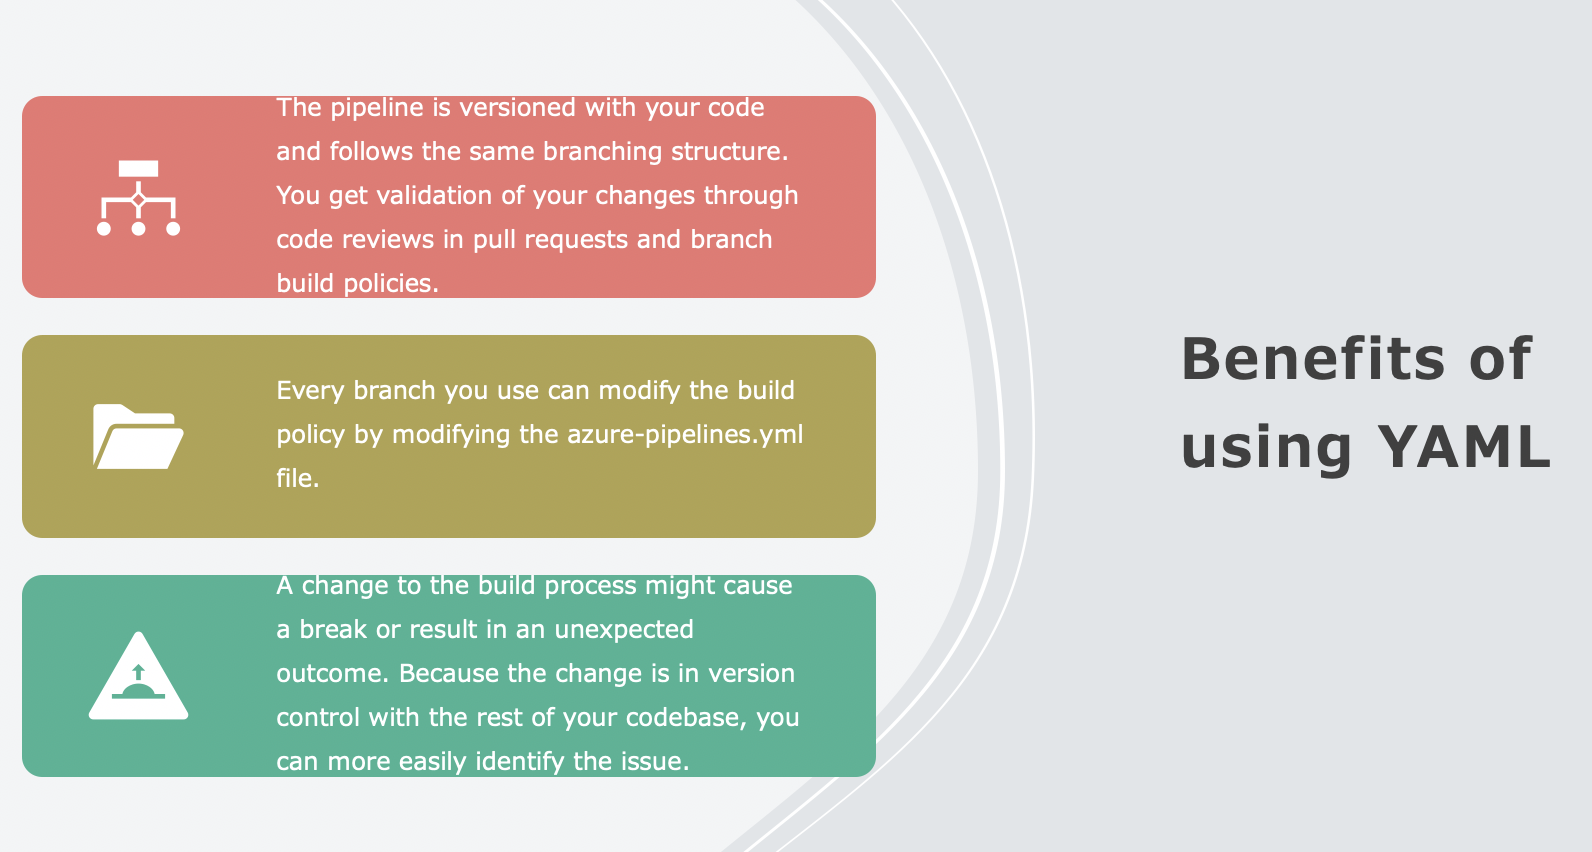 The pipeline is versioned with your code
and follows the same branching structure.
You get validation of your changes through
code reviews in pull requests and branch
build policies.
Every branch you use can modify the build
policy by modifying the azure-pipelines.yml
file.
A change to the build process might cause
a break or result in an unexpected
outcome. Because the change is in version
control with the rest of your codebase, you
can more easily identify the issue.
Benefits of
using YAML